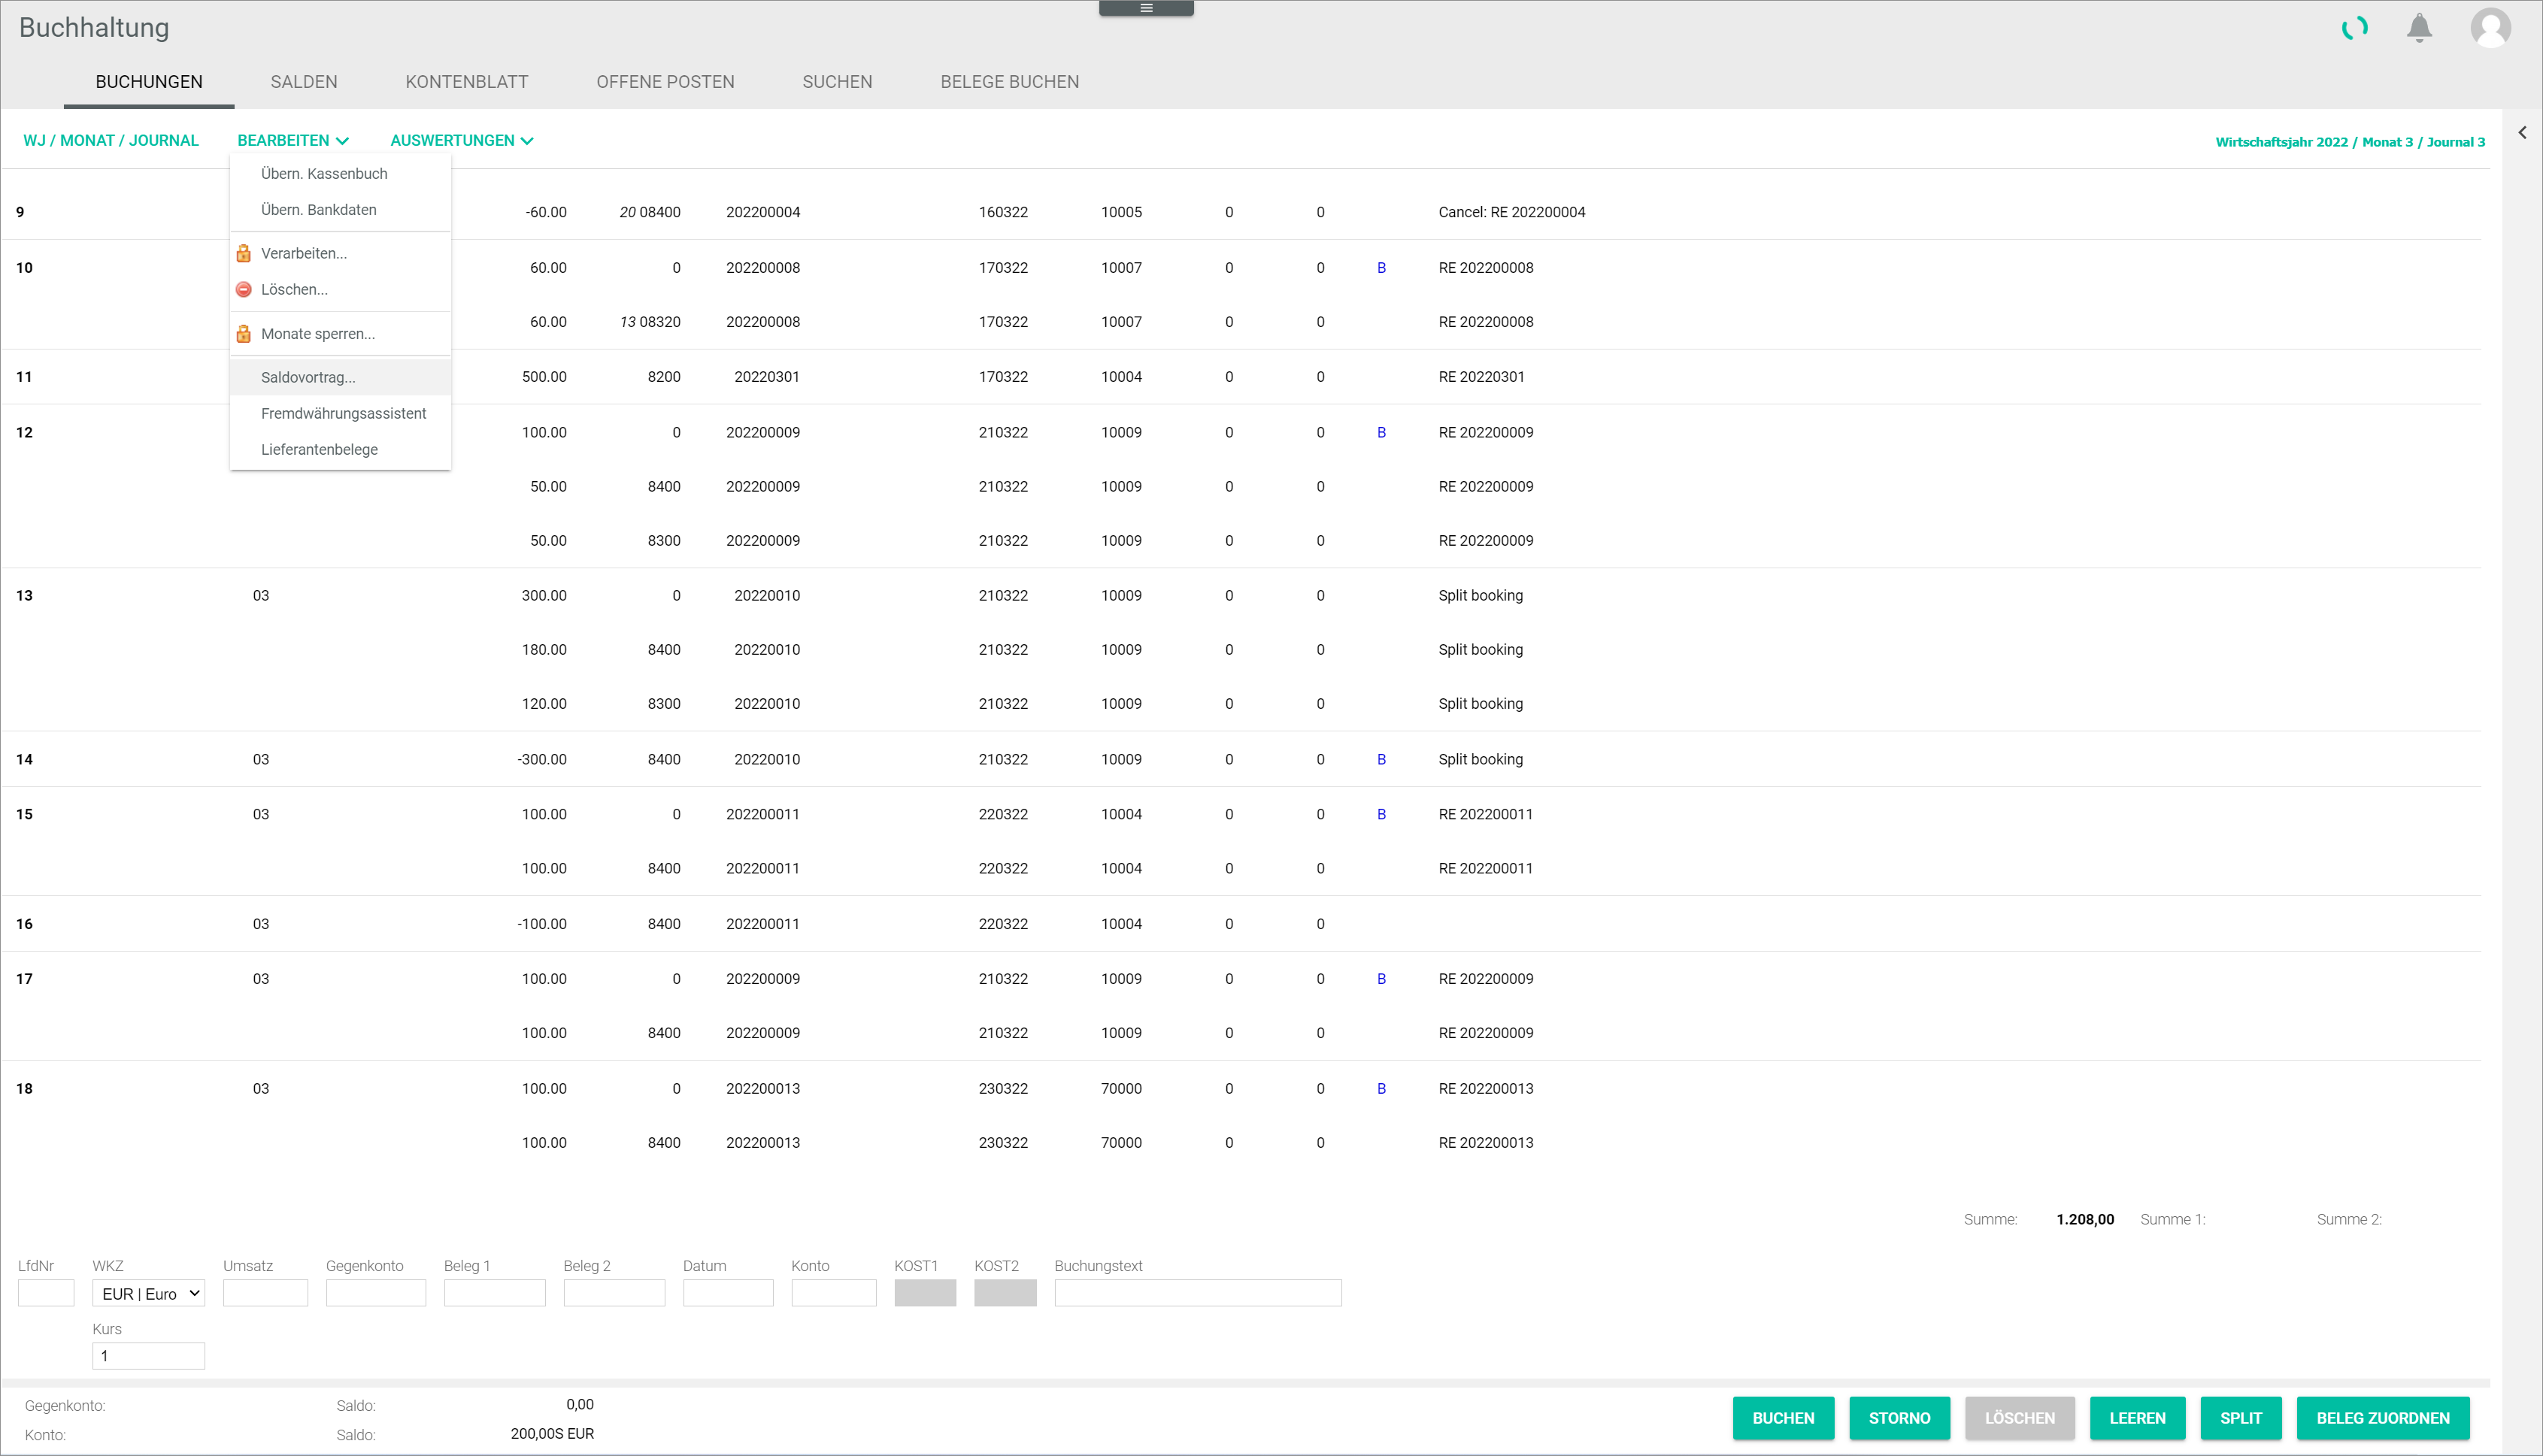 Buchhaltung
BUCHUNGEN SALDEN KONTENBLATT OFFENE POSTEN SUCHEN BELEGE BUCHEN
WJ / MONAT / JOURNAL BEARBEITEN AUSWERTUNGEN Wirtschaftsjahr 2022 / Monat 3 / Journal 3
Übern. Kassenbuch
Übern. Bankdaten
Verarbeiten...
Löschen...
Monate sperren...
Saldovortrag...
Fremdwährungsassistent
Lieferantenbelege
9 -60.00 20 08400 202200004 160322 10005 0 0 Cancel: RE 202200004
10 60.00 0 202200008 170322 10007 0 0 B RE 202200008
60.00 13 08320 202200008 170322 10007 0 0 RE 202200008
11 500.00 8200 20220301 170322 10004 0 0 RE 20220301
12 100.00 0 202200009 210322 10009 0 0 B RE 202200009
50.00 8400 202200009 210322 10009 0 0 RE 202200009
50.00 8300 202200009 210322 10009 0 0 RE 202200009
13 03 300.00 0 20220010 210322 10009 0 0 Split booking
180.00 8400 20220010 210322 10009 0 0 Split booking
120.00 8300 20220010 210322 10009 0 0 Split booking
14 03 -300.00 8400 20220010 210322 10009 0 0 B Split booking
15 03 100.00 0 202200011 220322 10004 0 0 B RE 202200011
100.00 8400 202200011 220322 10004 0 0 RE 202200011
16 03 -100.00 8400 202200011 220322 10004 0 0
17 03 100.00 0 202200009 210322 10009 0 0 B RE 202200009
100.00 8400 202200009 210322 10009 0 0 RE 202200009
18 03 100.00 0 202200013 230322 70000 0 0 B RE 202200013
100.00 8400 202200013 230322 70000 0 0 RE 202200013
Summe: 1.208,00 Summe 1: Summe 2:
LfdNr WKZ Umsatz Gegenkonto Beleg 1 Beleg 2 Datum Konto KOST1 KOST2 Buchungstext
EUR | Euro
Kurs
1
Gegenkonto: Saldo: 0,00
Konto: Saldo: 200,00S EUR
BUCHEN STORNO LÖSCHEN LEEREN SPLIT BELEG ZUORDNEN